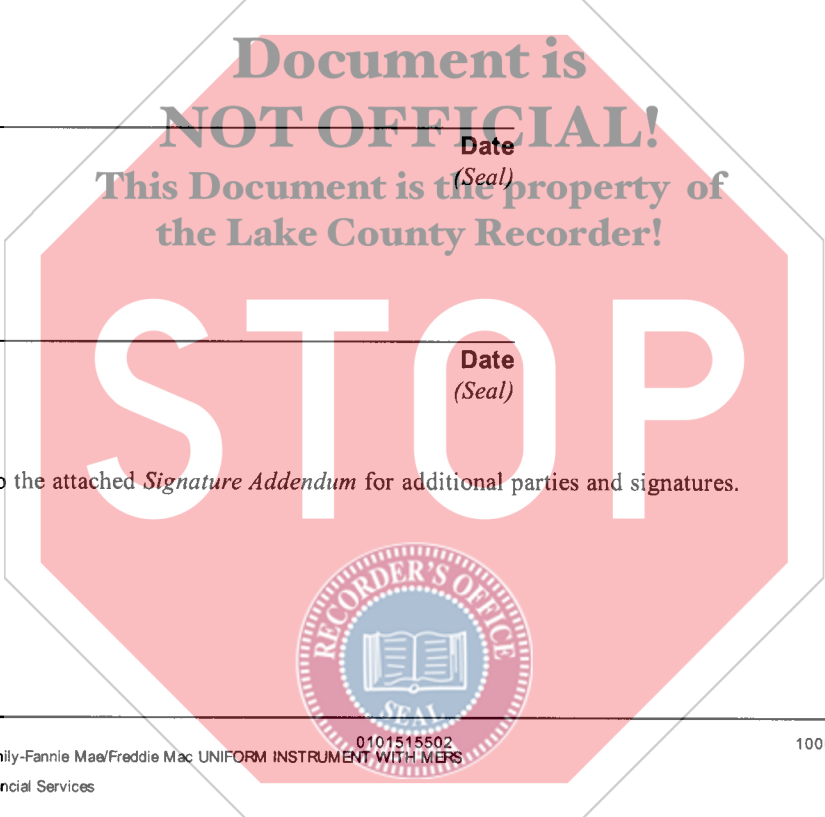 Document is
NOT OFFICIAL!
Date
(Seal)
This Document is the property of
the Lake County Recorder!
STOP
Date
(Seal)
the attached Signature Addendum for additional parties and signatures.
RECORDER'S OFFICE
SEAL
0101515502
100
-Fannie Mae/Freddie Mac UNIFORM INSTRUMENT WITH MERS
Services